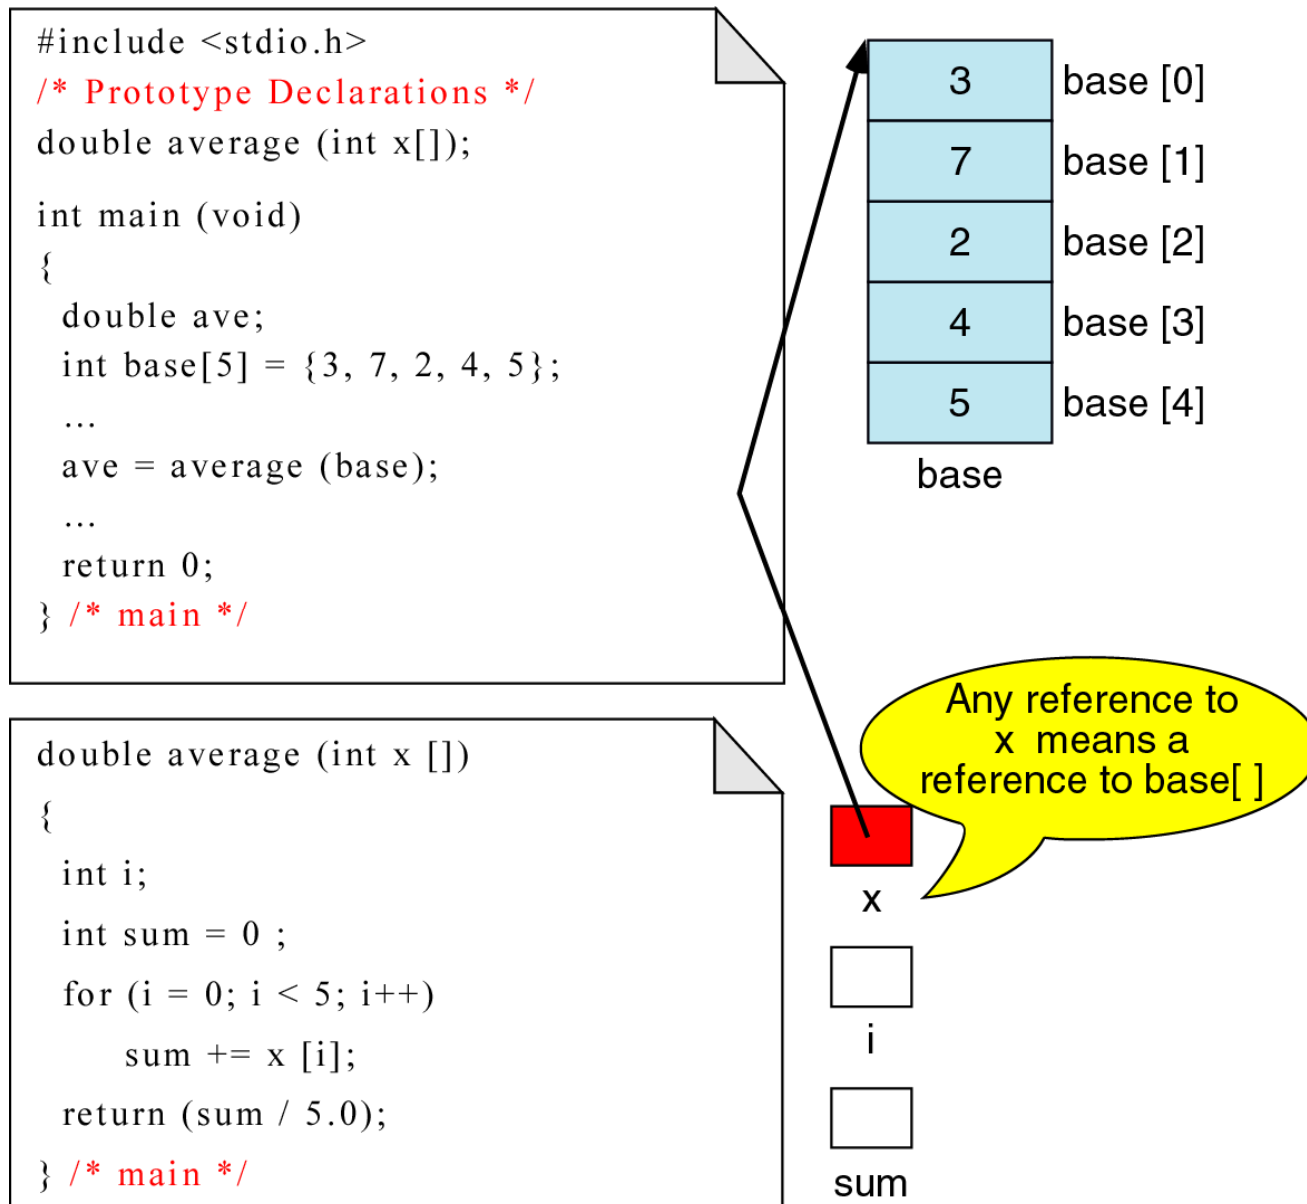 #include <stdio.h>
/* Prototype Declarations */
double average (int x[]);
int main (void)
{
double ave;
int base[5] = {3, 7, 2, 4, 5};
...
ave = average (base);
...
return 0;
} /* main */
3 base [0]
7 base [1]
2 base [2]
4 base [3]
5 base [4]
base
double average (int x [])
{
int i;
int sum = 0 ;
for (i = 0; i < 5; i++)
sum += x [i];
return (sum / 5.0);
} /* main */
Any reference to
x means a
reference to base[ ]
x
i
sum